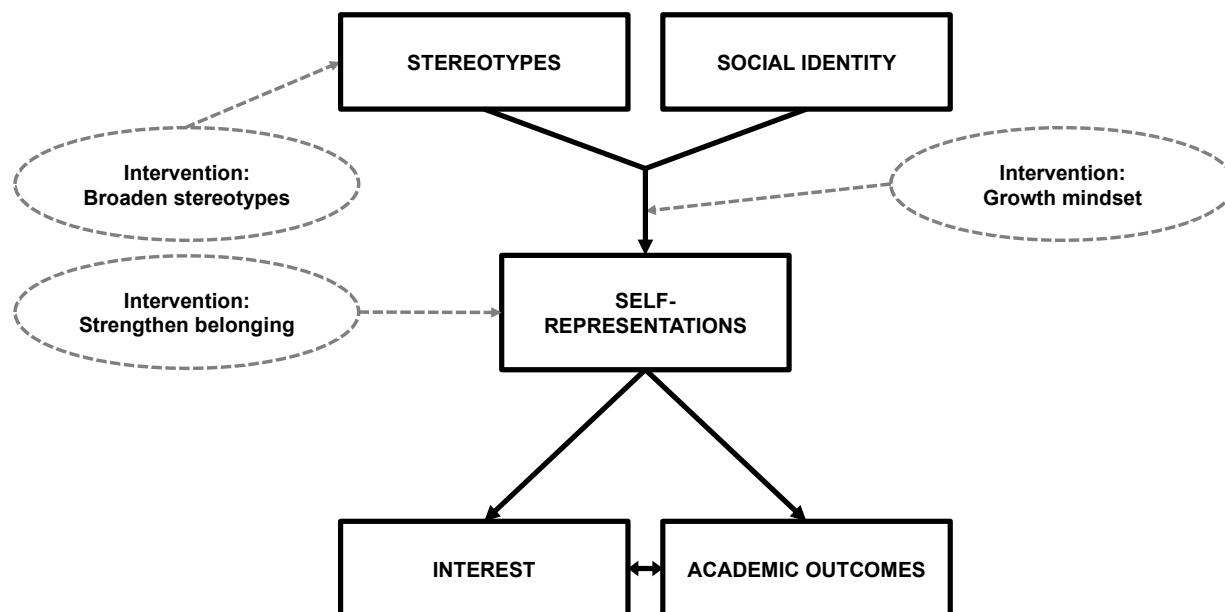 STEREOTYPES
SOCIAL IDENTITY
Intervention:
Broaden stereotypes
Intervention:
Growth mindset
Intervention:
Strengthen belonging
SELF-
REPRESENTATIONS
INTEREST
ACADEMIC OUTCOMES